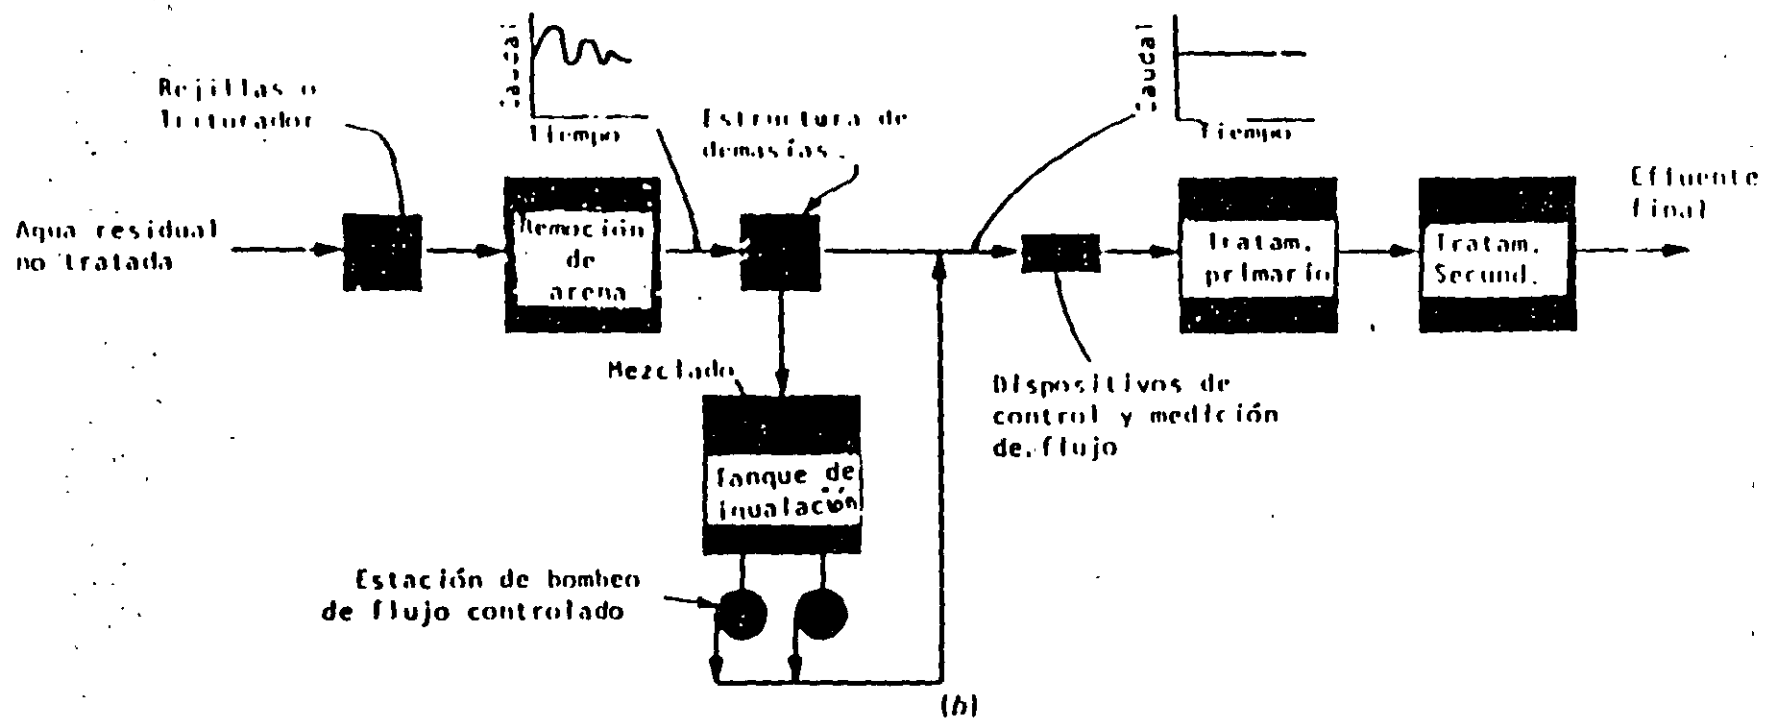 Caudal
Tiempo
Caudal
Tiempo
Rejillas o
Triturador
Estructura de
demasías.
Efluente
final
Agua residual
no tratada
Remoción
de
arena
Tratam.
primario
Tratam.
Secund.
Mezclado
Dispositivos de
control y medición
de flujo
Tanque de
igualación
Estación de bombeo
de flujo controlado
(b)